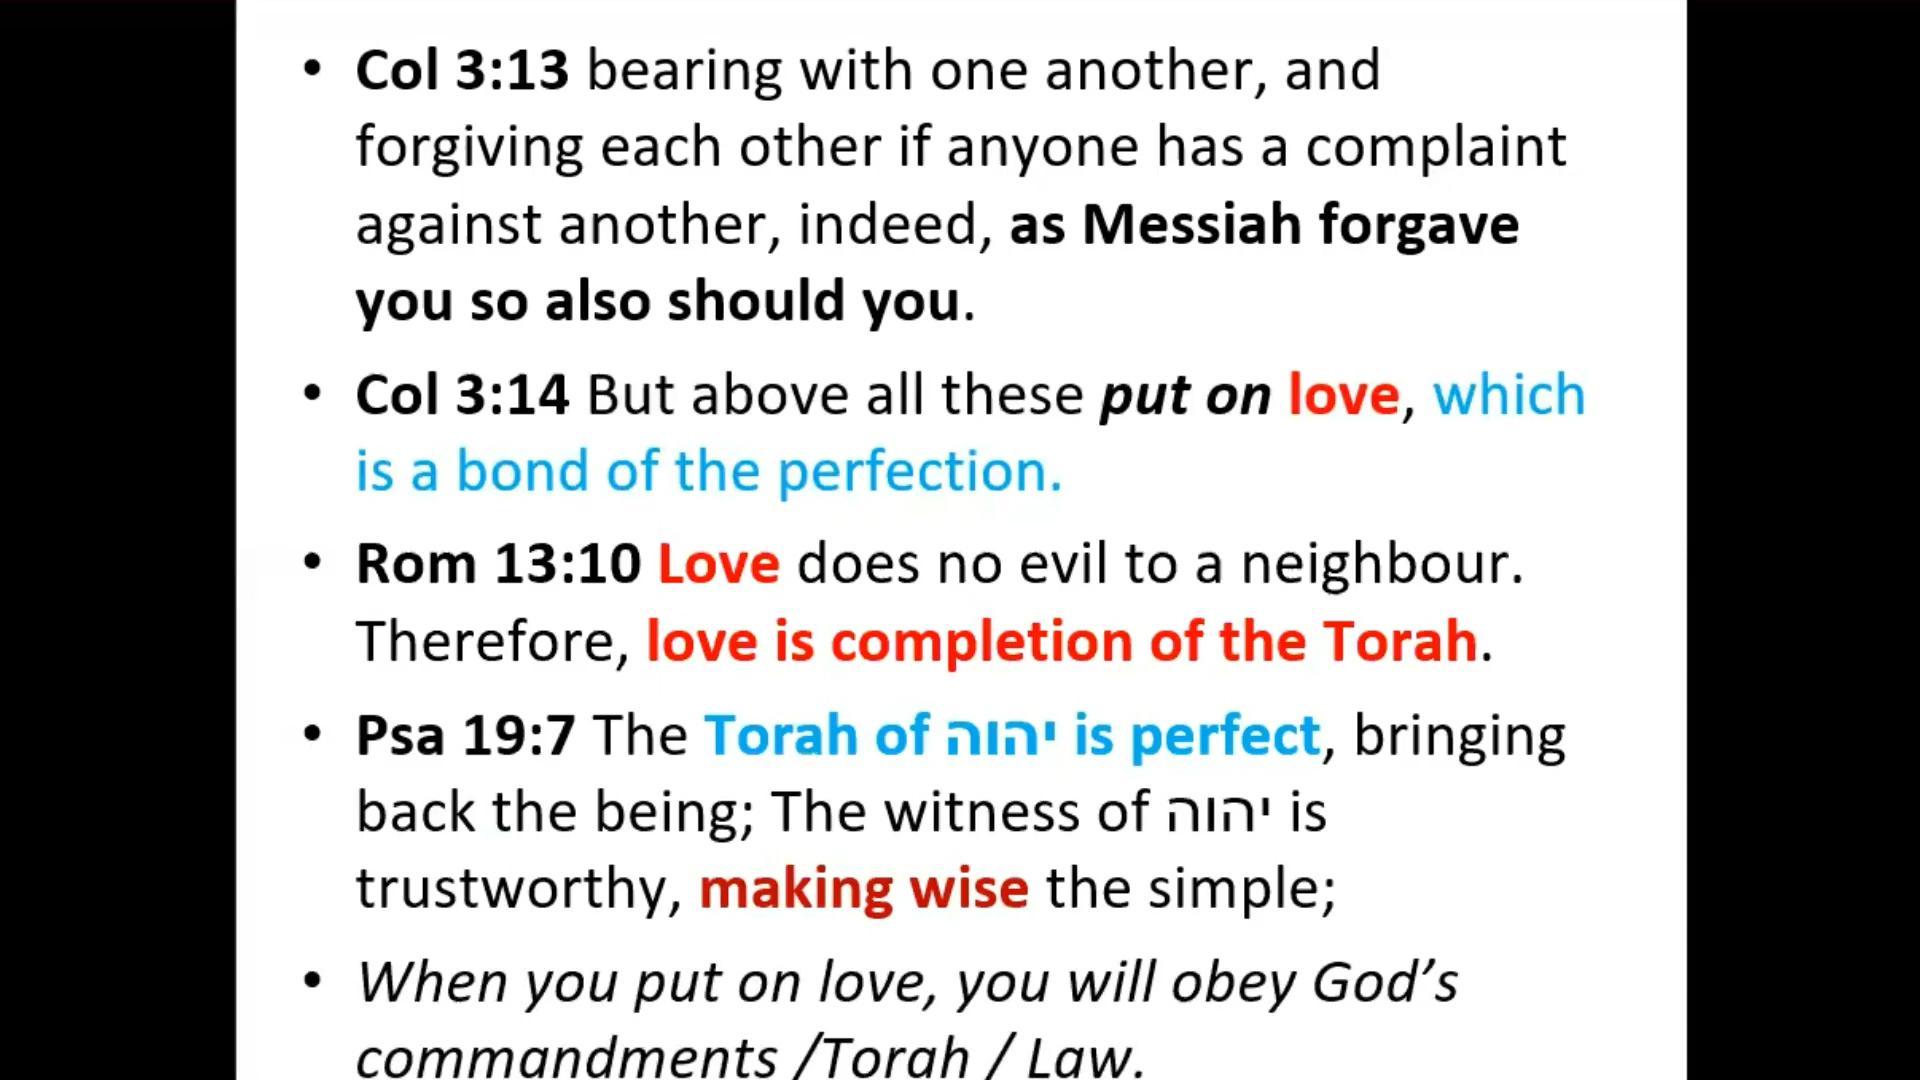 • Col 3:13 bearing with one another, and
forgiving each other if anyone has a complaint
against another, indeed, as Messiah forgave
you so also should you.
• Col 3:14 But above all these put on love, which
is a bond of the perfection.
• Rom 13:10 Love does no evil to a neighbour.
Therefore, love is completion of the Torah.
• Psa 19:7 The Torah of יהוה is perfect, bringing
back the being; The witness of יהוה is
trustworthy, making wise the simple;
• When you put on love, you will obey God’s
commandments /Torah / Law.